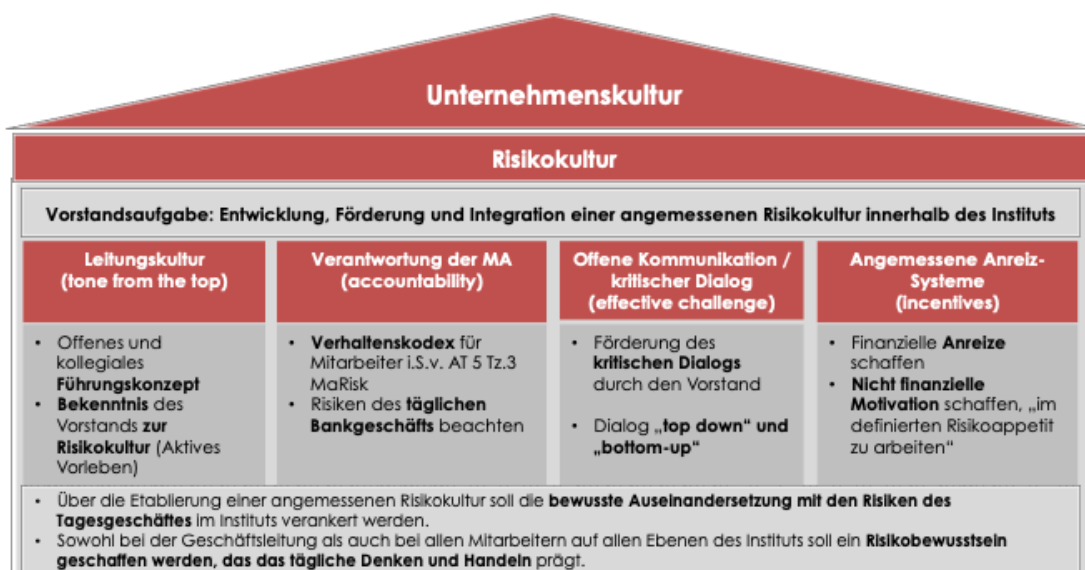 Unternehmenskultur
Risikokultur
Vorstandsaufgabe: Entwicklung, Förderung und Integration einer angemessenen Risikokultur innerhalb des Instituts
Leitungskultur
(tone from the top)
• Offenes und
kollegiales
Führungskonzept
• Bekenntnis des
Vorstands zur
Risikokultur (Aktives
Vorleben)
Verantwortung der MA
(accountability)
• Verhaltenskodex für
Mitarbeiter i.S.v. AT 5 Tz.3
MaRisk
• Risiken des täglichen
Bankgeschäfts beachten
Offene Kommunikation /
kritischer Dialog
(effective challenge)
• Förderung des
kritischen Dialogs
durch den Vorstand
• Dialog „top down“ und
„bottom-up“
Angemessene Anreiz-
Systeme
(incentives)
• Finanzielle Anreize
schaffen
• Nicht finanzielle
Motivation schaffen, „im
definierten Risikoappetit
zu arbeiten“
• Über die Etablierung einer angemessenen Risikokultur soll die bewusste Auseinandersetzung mit den Risiken des
Tagesgeschäftes im Instituts verankert werden.
• Sowohl bei der Geschäftsleitung als auch bei allen Mitarbeitern auf allen Ebenen des Instituts soll ein Risikobewusstsein
geschaffen werden, das das tägliche Denken und Handeln prägt.